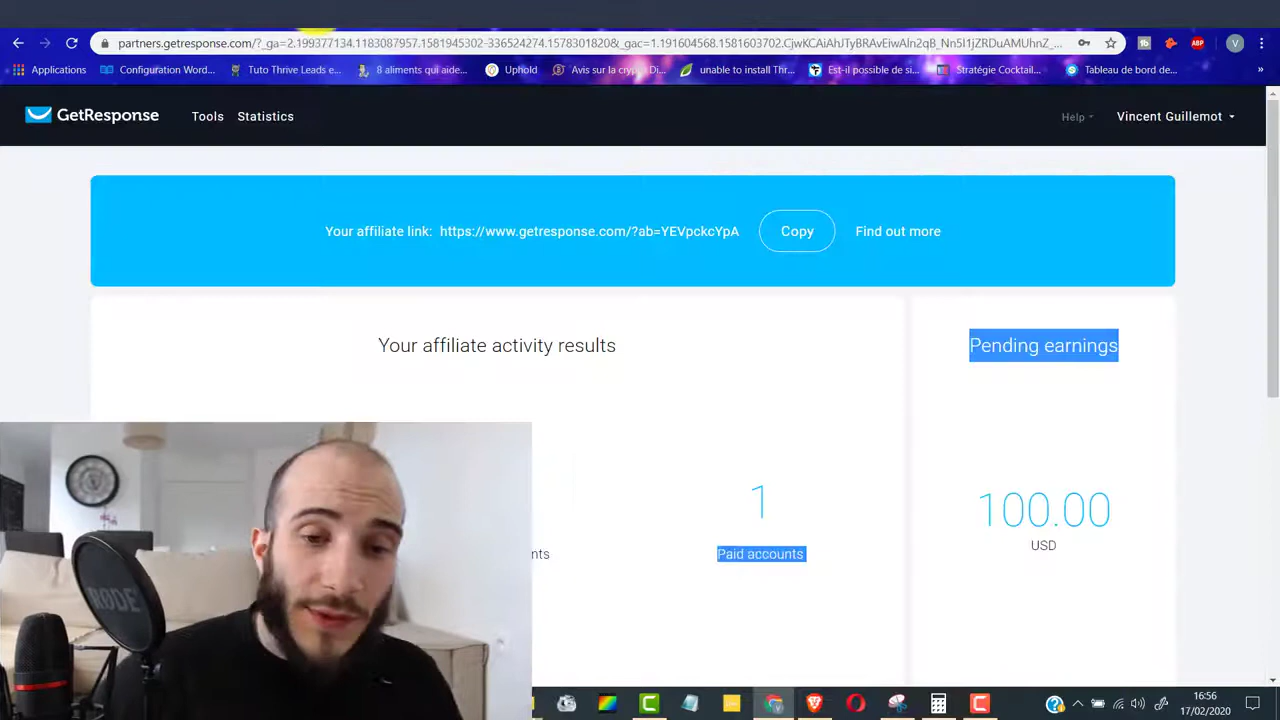 partners.getresponse.com/?_ga=2.199377134.1183087957.1581945302-336524274.1578301820&_gac=1.191604568.1581603702.CjwKCAiAhJTyBRAvEiwAln2qB_Nn5I1jZRDuAMUhnZ_...
Applications Configuration Word... Tuto Thrive Leads e... 8 aliments qui aide... Uphold Avis sur la crypto Di... unable to install Thr... Est-il possible de si... Stratégie Cocktail... Tableau de bord de... »
GetResponse Tools Statistics Help Vincent Guillemot
Your affiliate link: https://www.getresponse.com/?ab=YEVpckcYpA Copy Find out more
Your affiliate activity results
Pending earnings
1
100.00
nts
Paid accounts
USD
RØDE
16:56
17/02/2020